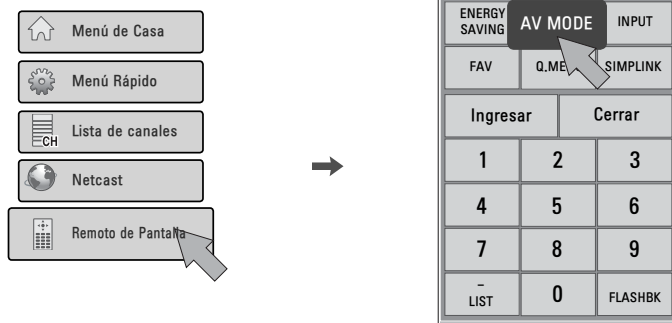 Menú de Casa
Menú Rápido
CH
Lista de canales
Netcast
Remoto de Pantalla
ENERGY
SAVING
AV MODE
INPUT
FAV
Q.ME
SIMPLINK
Ingresar
Cerrar
1
2
3
4
5
6
7
8
9
–
LIST
0
FLASHBK